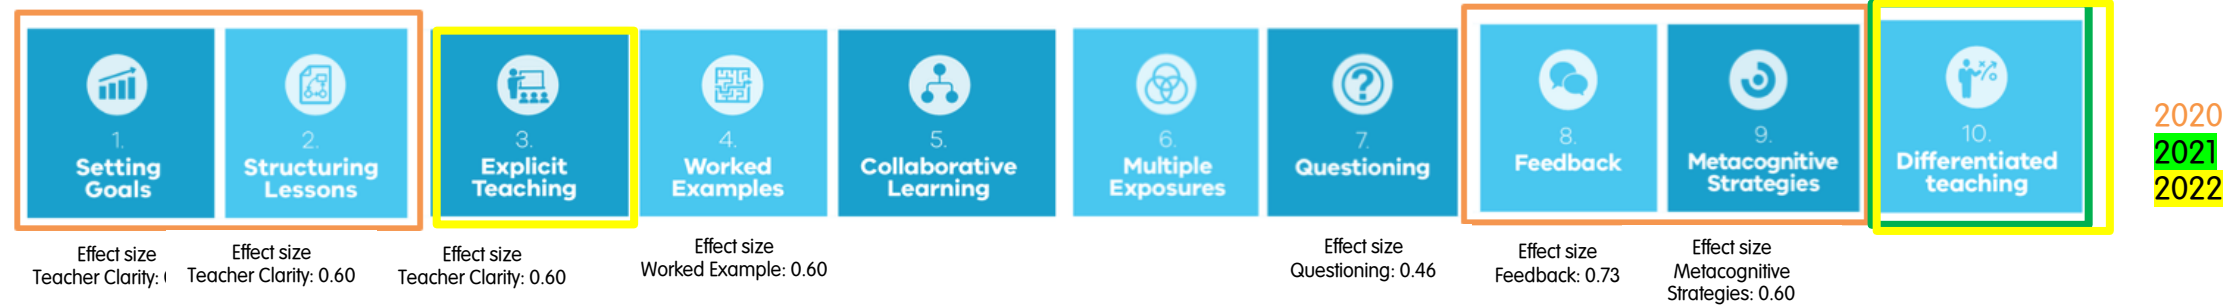 1.
Setting
Goals
2.
Structuring
Lessons
3.
Explicit
Teaching
4.
Worked
Examples
5.
Collaborative
Learning
6.
Multiple
Exposures
7.
Questioning
8.
Feedback
9.
Metacognitive
Strategies
10.
Differentiated
teaching
2020
2021
2022
Effect size
Teacher Clarity:
Effect size
Teacher Clarity: 0.60
Effect size
Teacher Clarity: 0.60
Effect size
Worked Example: 0.60
Effect size
Questioning: 0.46
Effect size
Feedback: 0.73
Effect size
Metacognitive
Strategies: 0.60